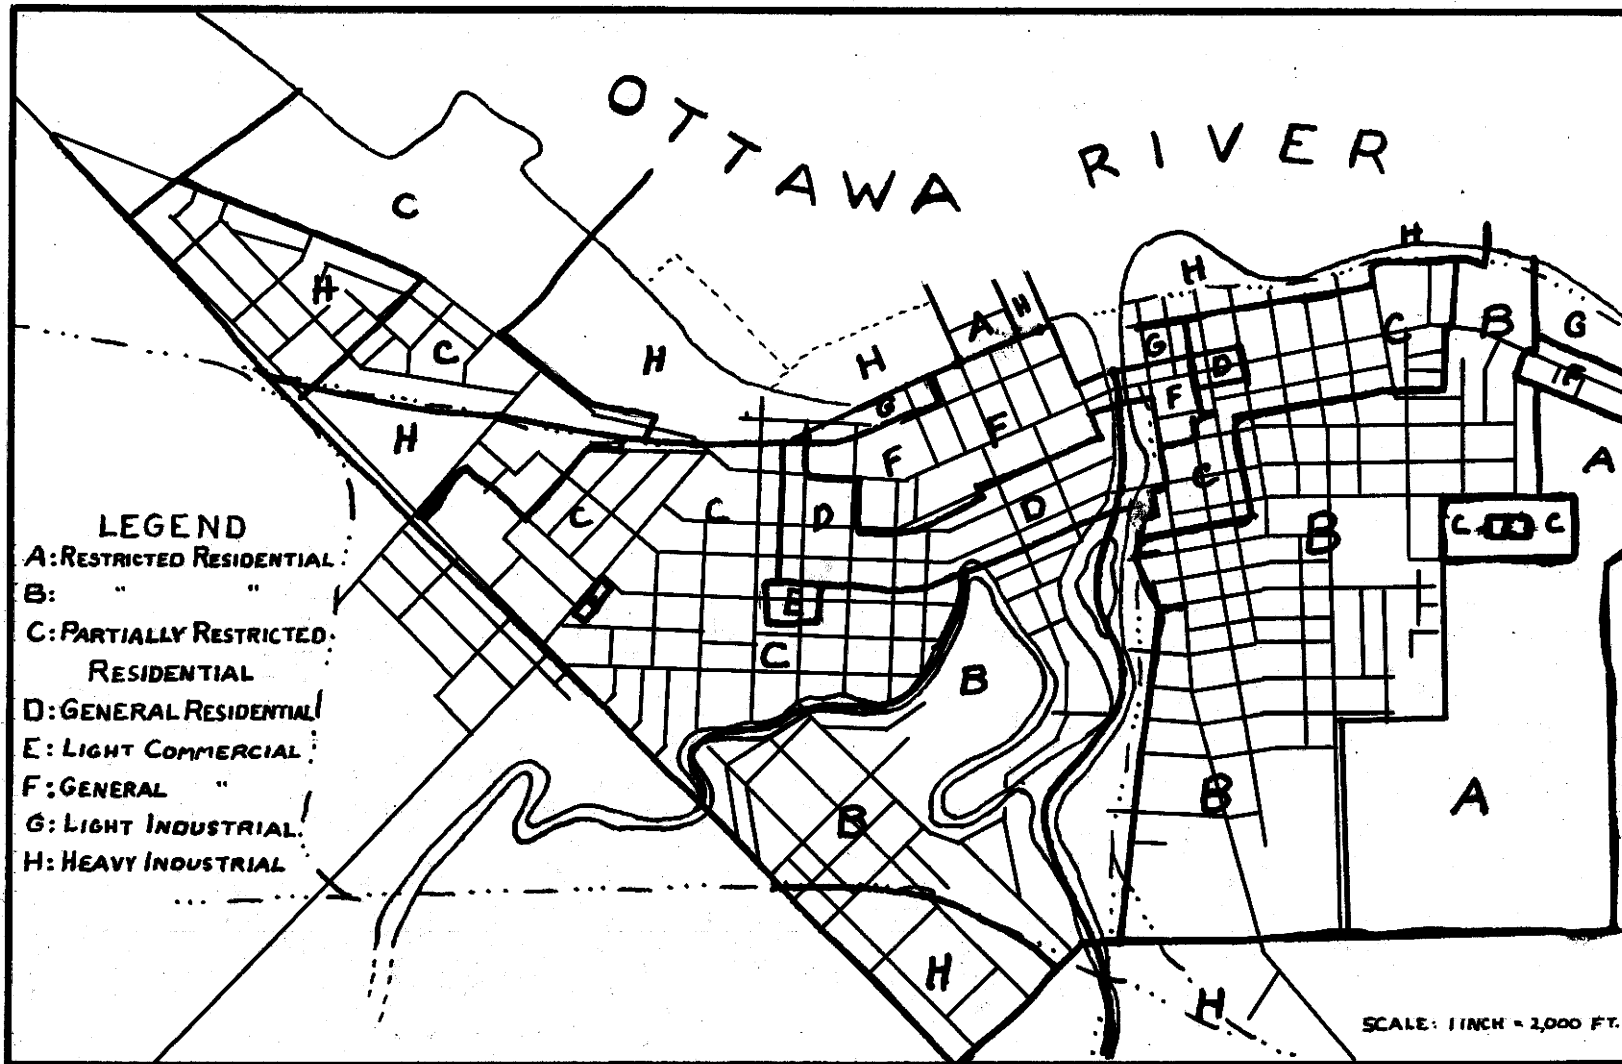 OTTAWA RIVER
C
H
H
A
H
H
G
D
F
G
F
F
H
C
B
G
F
A
H
C
H
H
C
C
D
D
C
B
C E C
E
C
B
B
B
A
H
H
LEGEND
A: RESTRICTED RESIDENTIAL
B: " "
C: PARTIALLY RESTRICTED
RESIDENTIAL
D: GENERAL RESIDENTIAL
E: LIGHT COMMERCIAL
F: GENERAL "
G: LIGHT INDUSTRIAL
H: HEAVY INDUSTRIAL
SCALE: 1 INCH = 2,000 FT.